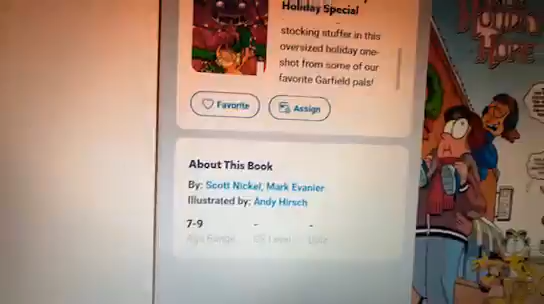 Holiday Special
stocking stuffer in this
oversized holiday one-
shot from some of our
favorite Garfield pals!
Favorite
Assign
About This Book
By: Scott Nickel, Mark Evanier
Illustrated by: Andy Hirsch
7-9 - -
Age Range